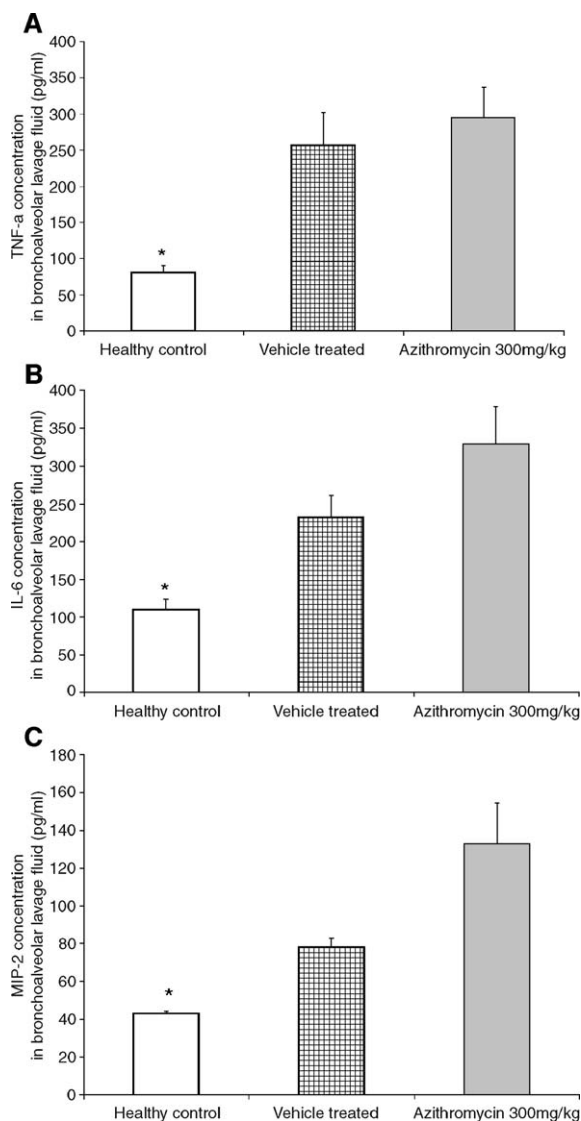 A
TNF-a concentration
in bronchoalveolar lavage fluid (pg/ml)
400
350
300
250
200
150
100
50
0
*
Healthy control
Vehicle treated
Azithromycin 300mg/kg
B
IL-6 concentration
in bronchoalveolar lavage fluid (pg/ml)
400
350
300
250
200
150
100
50
0
*
Healthy control
Vehicle treated
Azithromycin 300mg/kg
C
MIP-2 concentration
in bronchoalveolar lavage fluid (pg/ml)
180
160
140
120
100
80
60
40
20
0
*
Healthy control
Vehicle treated
Azithromycin 300mg/kg